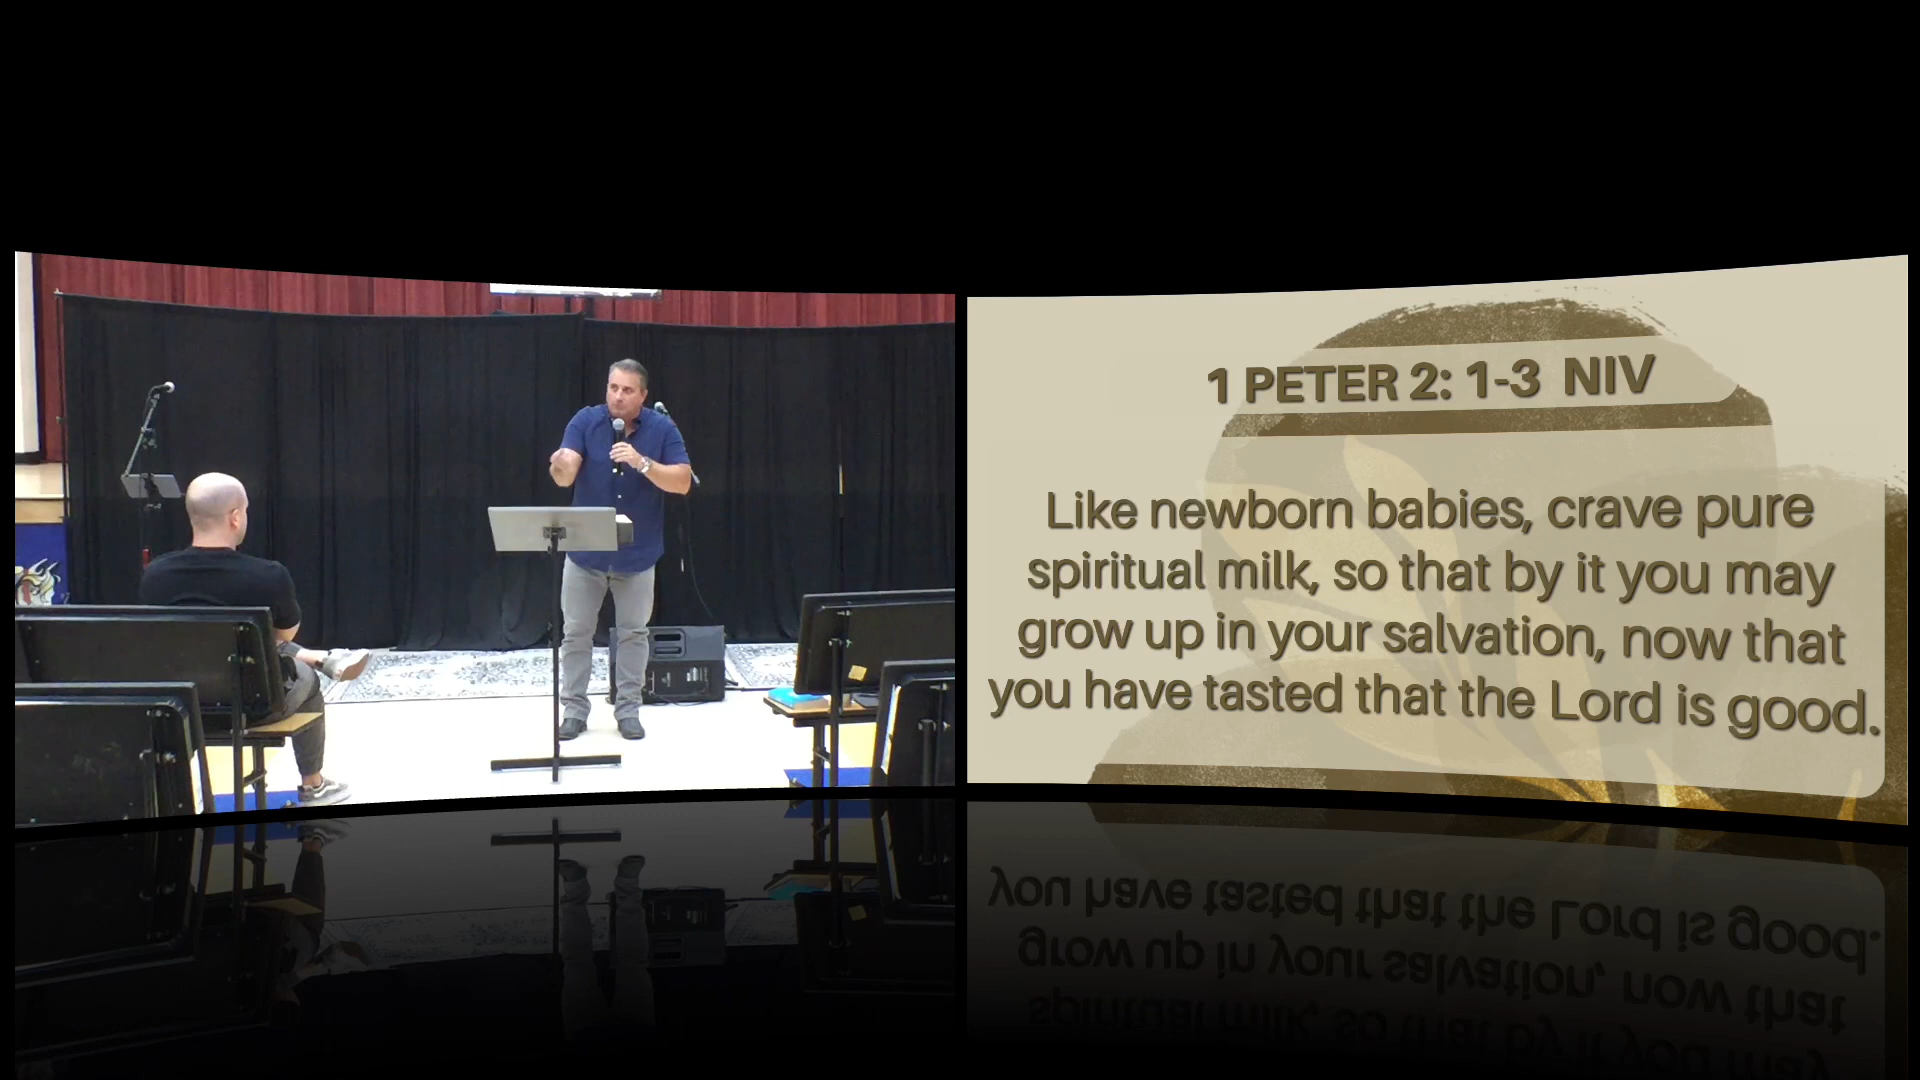 1 PETER 2: 1-3 NIV
Like newborn babies, crave pure
spiritual milk, so that by it you may
grow up in your salvation, now that
you have tasted that the Lord is good.